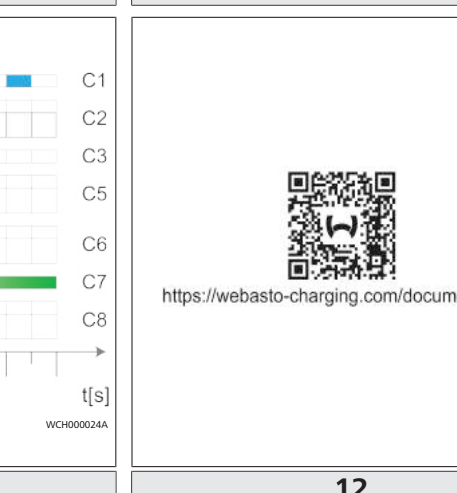 C1
C2
C3
C5
C6
C7
C8
t[s]
WCH000024A
https://webasto-charging.com/docum
12